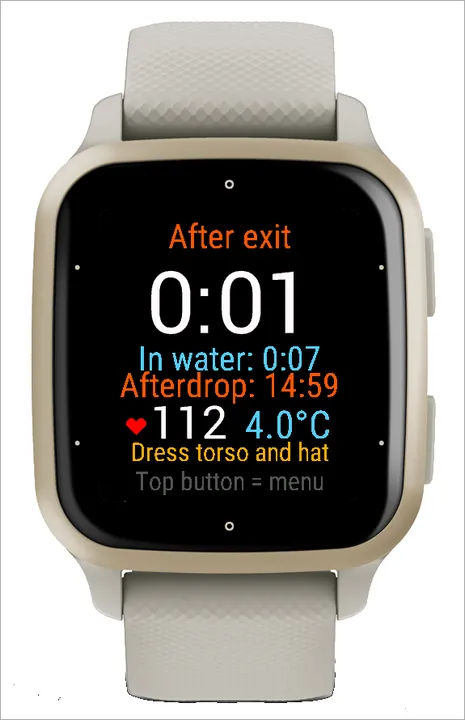 After exit
0:01
In water: 0:07
Afterdrop: 14:59
112 4.0°C
Dress torso and hat
Top button = menu